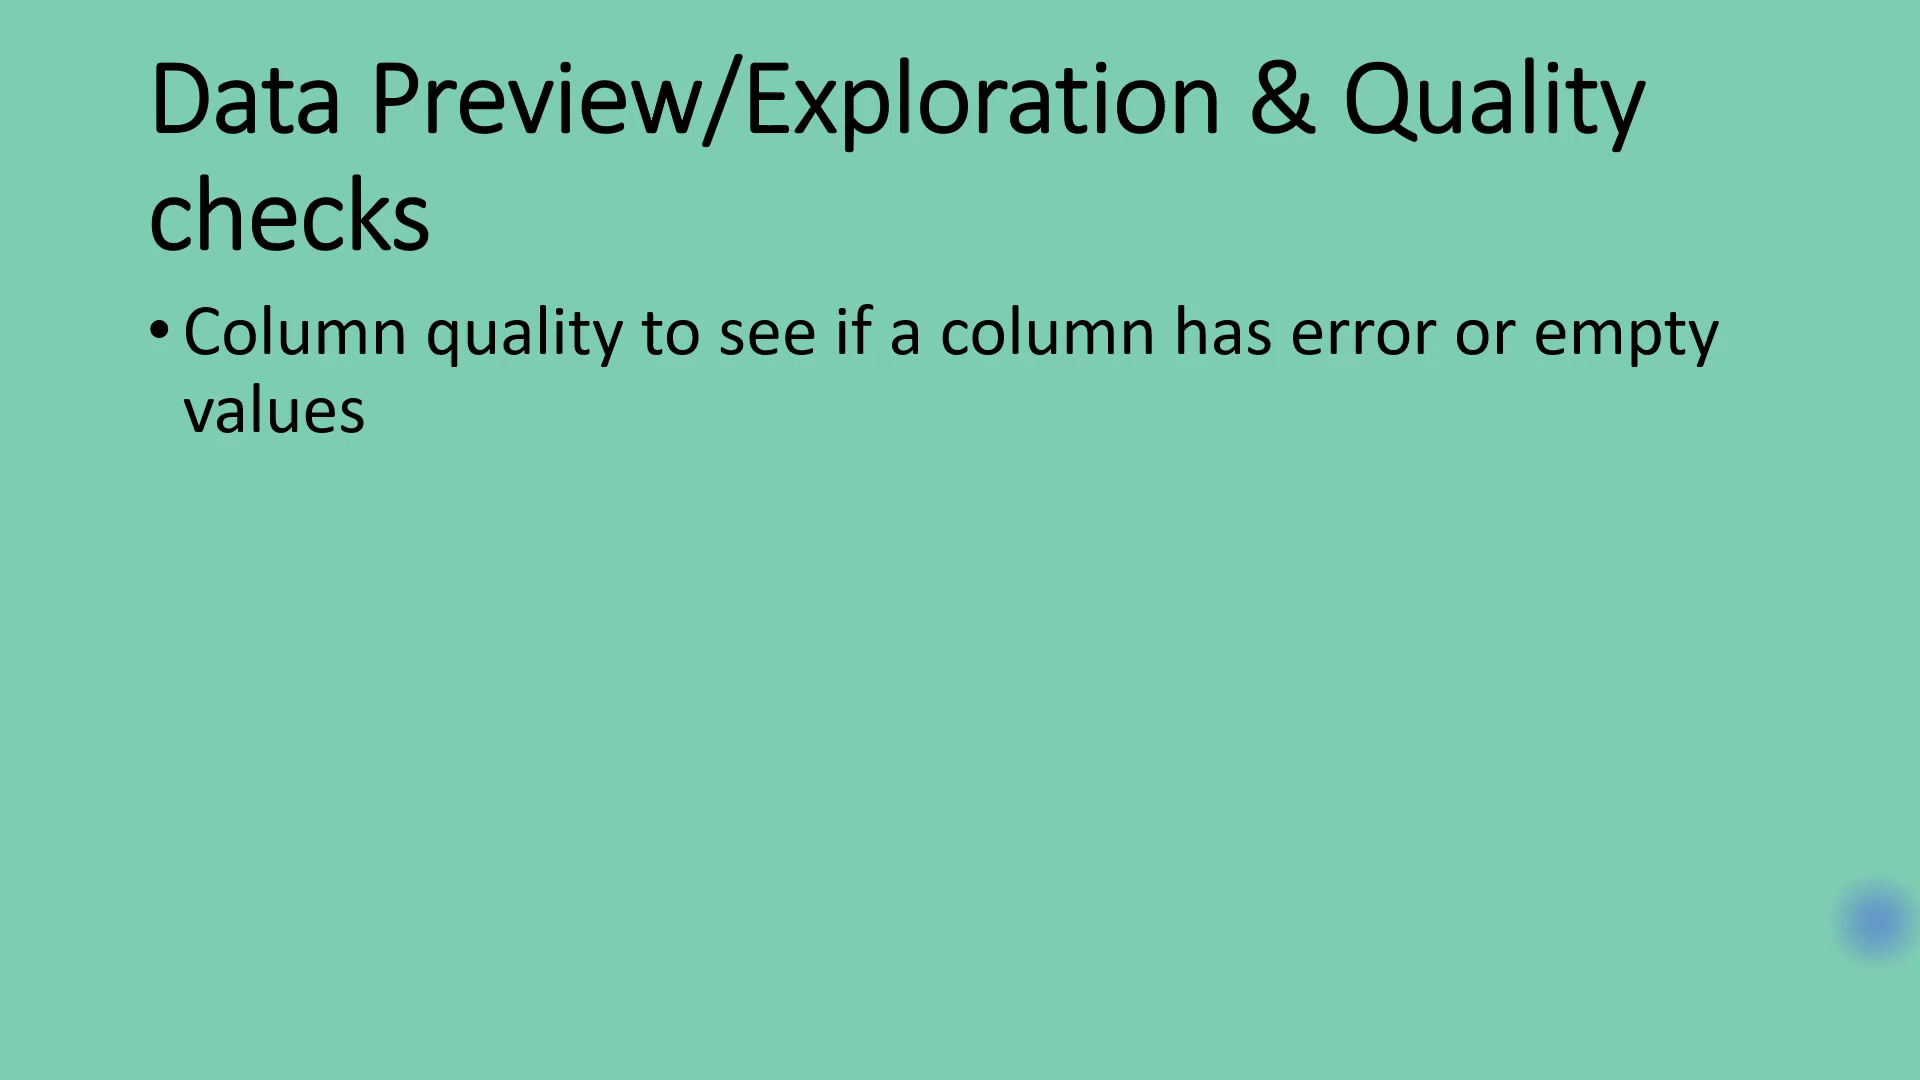 Data Preview/Exploration & Quality
checks
• Column quality to see if a column has error or empty
values